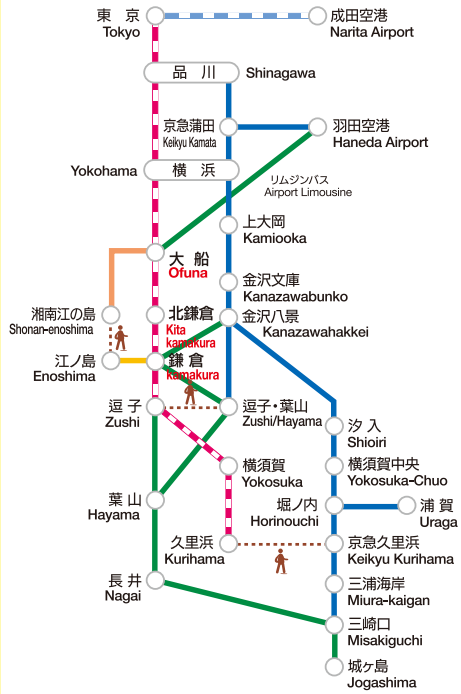 東 京
Tokyo
成田空港
Narita Airport
品 川
Shinagawa
京急蒲田
Keikyu Kamata
羽田空港
Haneda Airport
Yokohama
横 浜
リムジンバス
Airport Limousine
上大岡
Kamiooka
大 船
Ofuna
金沢文庫
Kanazawabunko
湘南江の島
Shonan-enoshima
北鎌倉
Kita
kamakura
金沢八景
Kanazawahakkei
江ノ島
Enoshima
鎌 倉
kamakura
逗 子
Zushi
逗子・葉山
Zushi/Hayama
汐 入
Shioiri
横須賀
Yokosuka
横須賀中央
Yokosuka-Chuo
葉 山
Hayama
堀ノ内
Horinouchi
浦 賀
Uraga
久里浜
Kurihama
京急久里浜
Keikyu Kurihama
長 井
Nagai
三浦海岸
Miura-kaigan
三崎口
Misakiguchi
城ヶ島
Jogashima